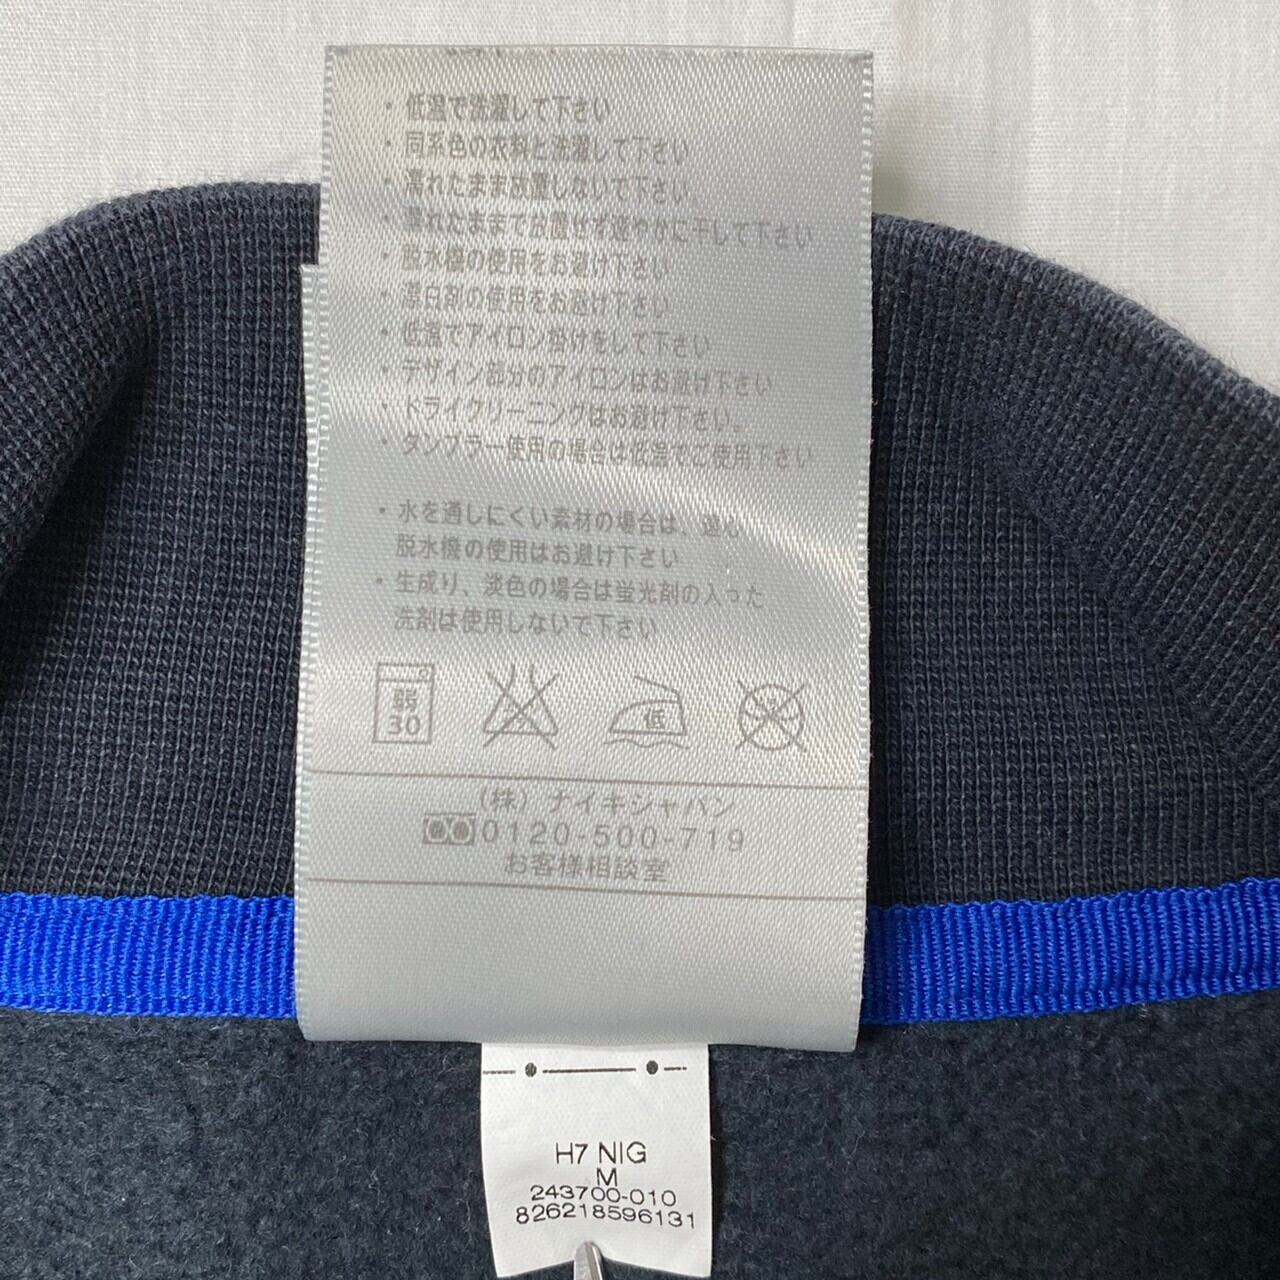 ・低温で洗濯して下さい
・同系色の衣料と洗濯して下さい
・濡れたまま放置しないで下さい
・濡れたままで放置せず速やかに干して下さい
・脱水機の使用をお避け下さい
・漂白剤の使用をお避け下さい
・低温でアイロン掛けをして下さい
・デザイン部分のアイロンはお避け下さい
・ドライクリーニングはお避け下さい。
・タンブラー使用の場合は低温でご使用下さい
・水を通しにくい素材の場合は、遠心
脱水機の使用はお避け下さい
・生成り、淡色の場合は蛍光剤の入った
洗剤は使用しないで下さい
弱
30
低
(株) ナイキジャパン
0120-500-719
お客様相談室
H7 NIG
M
243700-010
826218596131